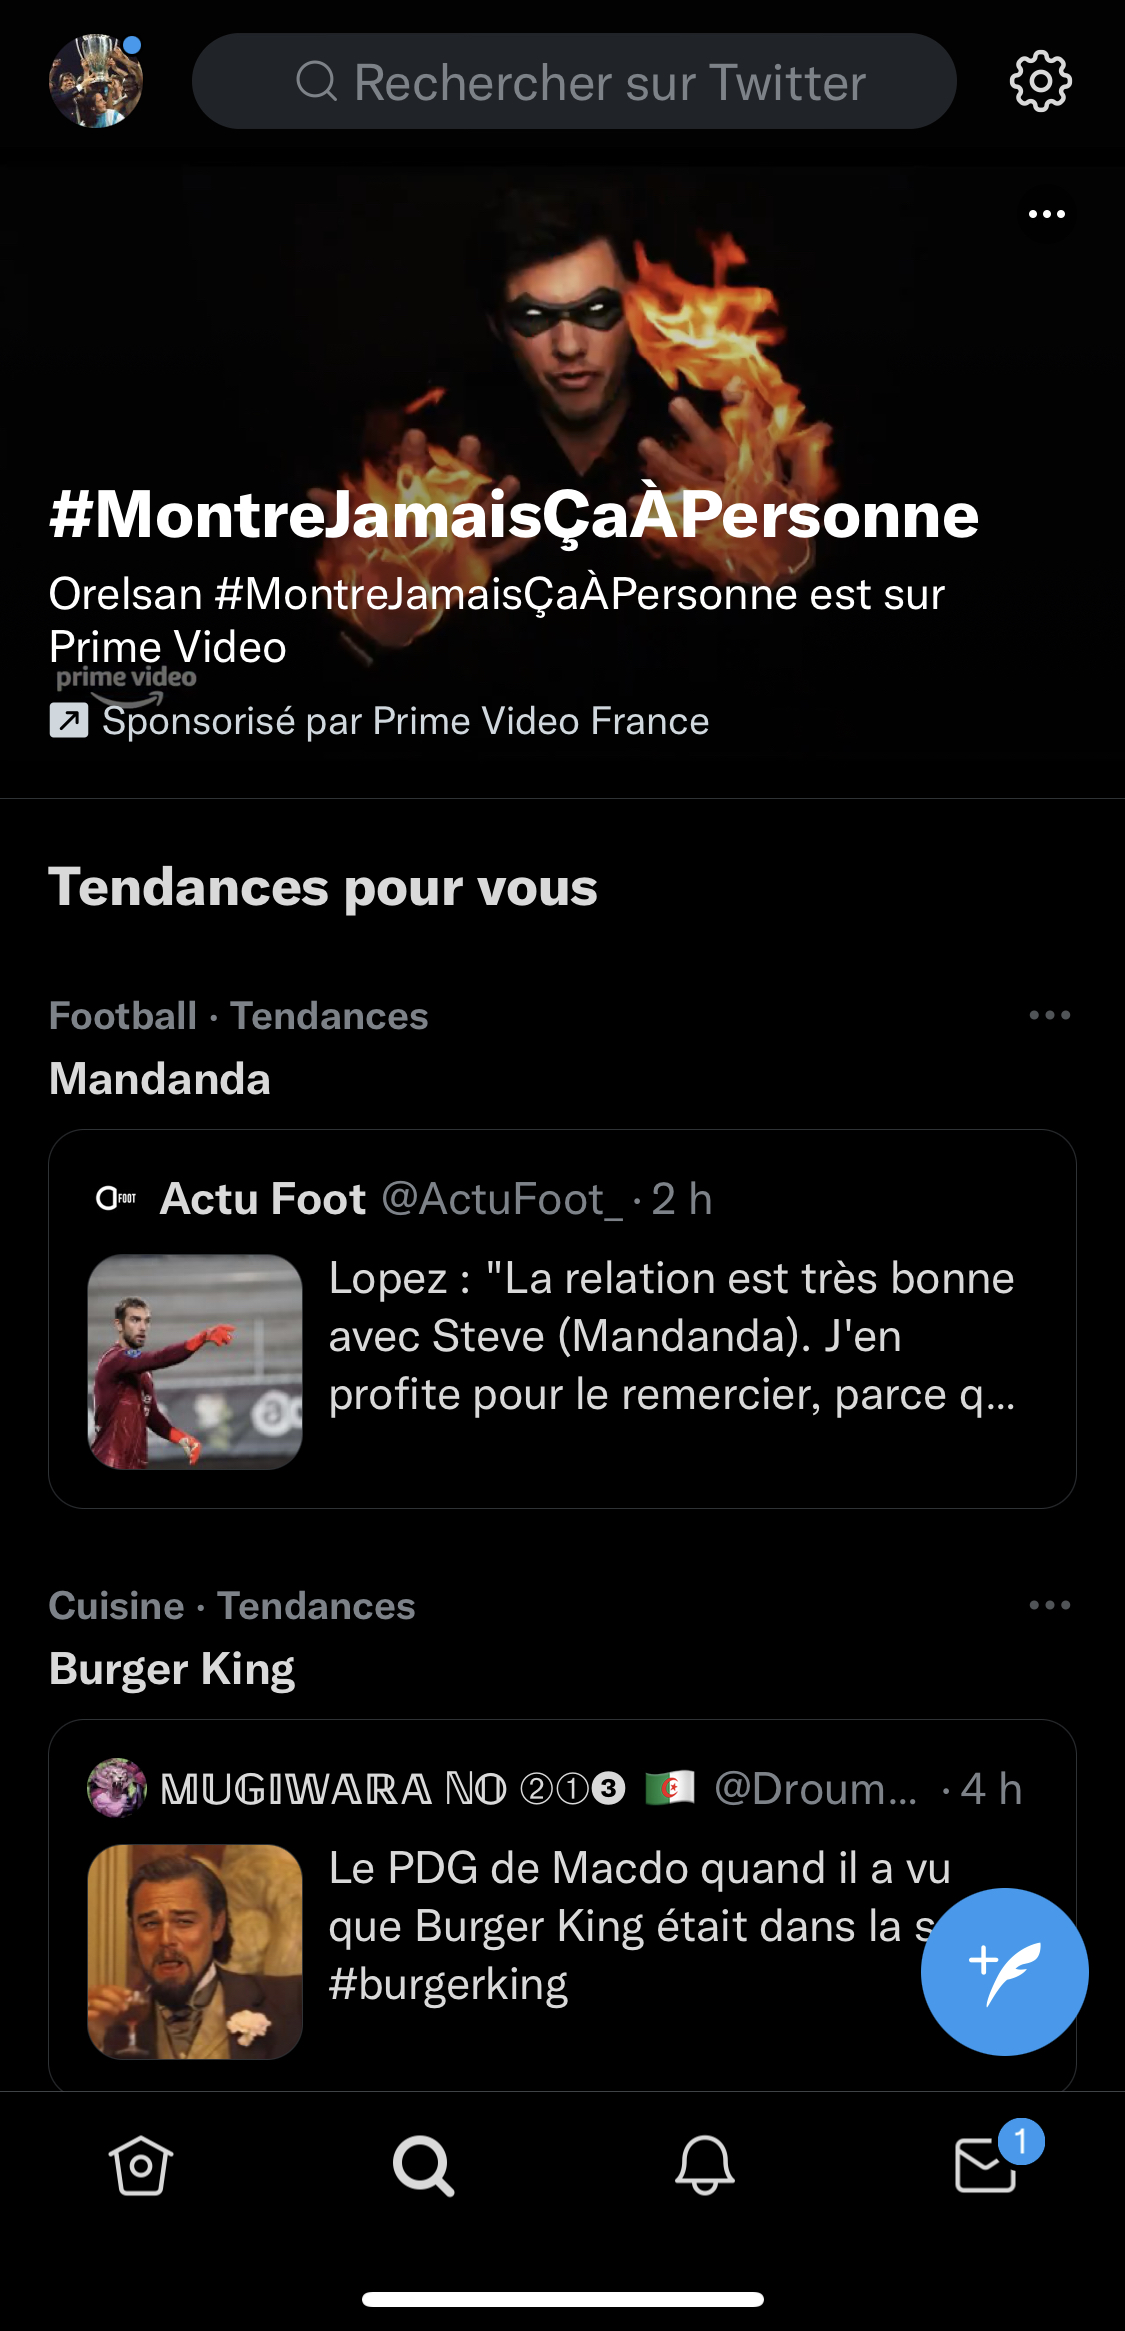 Rechercher sur Twitter
#MontreJamaisÇaÀPersonne
Orelsan #MontreJamaisÇaÀPersonne est sur
Prime Video
prime video
Sponsorisé par Prime Video France
Tendances pour vous
Football · Tendances
Mandanda
FOOT
Actu Foot @ActuFoot_ · 2 h
Lopez : "La relation est très bonne
avec Steve (Mandanda). J'en
profite pour le remercier, parce q...
Cuisine · Tendances
Burger King
𝕄𝕌𝔾𝕀𝕎𝔸ℝ𝔸 ℕ𝕆 ②①❸ 🇩🇿 @Droum... · 4 h
Le PDG de Macdo quand il a vu
que Burger King était dans la s
#burgerking
1